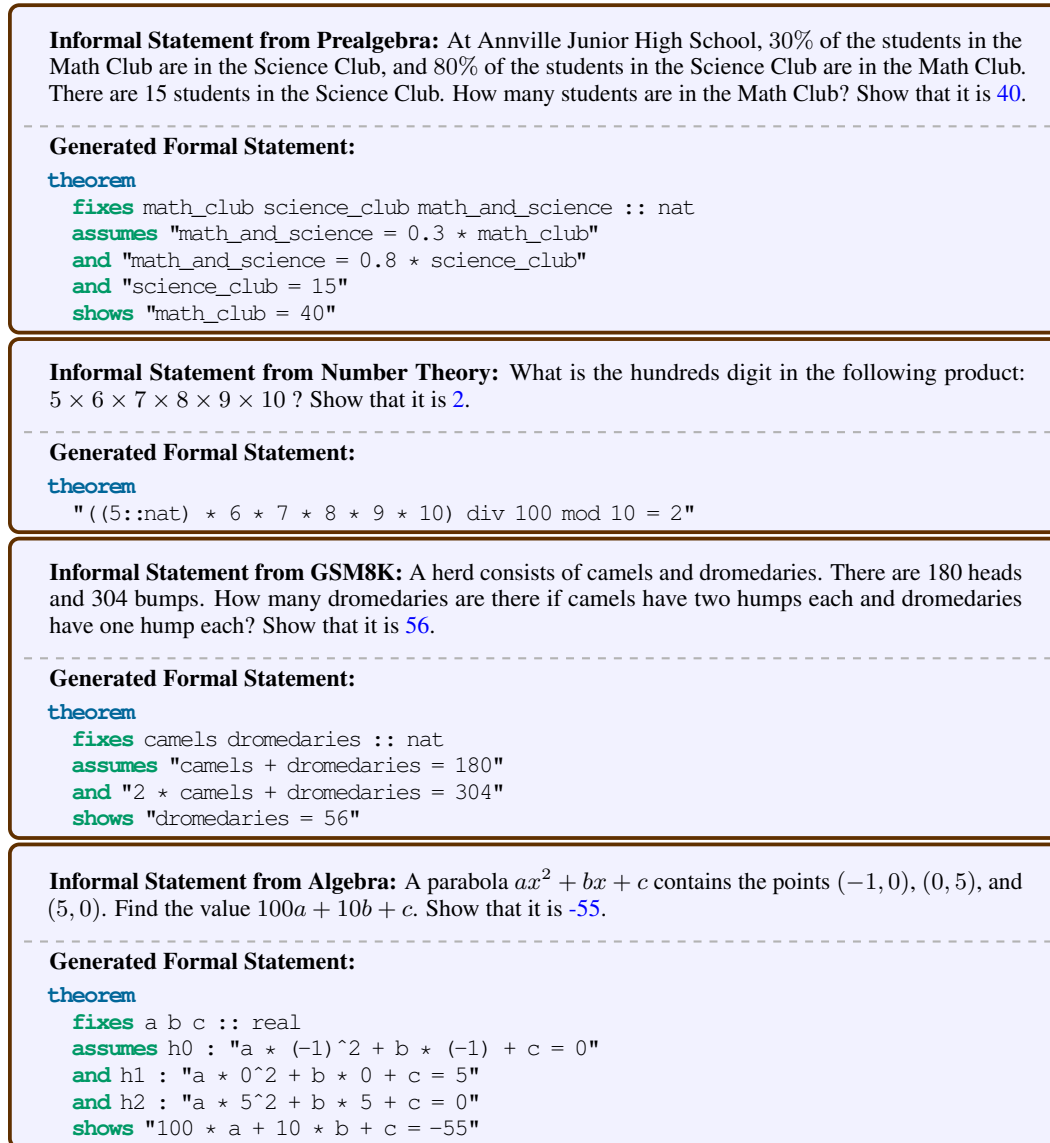 Informal Statement from Prealgebra: At Annville Junior High School, 30% of the students in the
Math Club are in the Science Club, and 80% of the students in the Science Club are in the Math Club.
There are 15 students in the Science Club. How many students are in the Math Club? Show that it is 40.
Generated Formal Statement:
theorem
fixes math_club science_club math_and_science :: nat
assumes "math_and_science = 0.3 * math_club"
and "math_and_science = 0.8 * science_club"
and "science_club = 15"
shows "math_club = 40"
Informal Statement from Number Theory: What is the hundreds digit in the following product:
5 × 6 × 7 × 8 × 9 × 10 ? Show that it is 2.
Generated Formal Statement:
theorem
"((5::nat) * 6 * 7 * 8 * 9 * 10) div 100 mod 10 = 2"
Informal Statement from GSM8K: A herd consists of camels and dromedaries. There are 180 heads
and 304 bumps. How many dromedaries are there if camels have two humps each and dromedaries
have one hump each? Show that it is 56.
Generated Formal Statement:
theorem
fixes camels dromedaries :: nat
assumes "camels + dromedaries = 180"
and "2 * camels + dromedaries = 304"
shows "dromedaries = 56"
Informal Statement from Algebra: A parabola ax² + bx + c contains the points (−1, 0), (0, 5), and
(5, 0). Find the value 100a + 10b + c. Show that it is -55.
Generated Formal Statement:
theorem
fixes a b c :: real
assumes h0 : "a * (-1)^2 + b * (-1) + c = 0"
and h1 : "a * 0^2 + b * 0 + c = 5"
and h2 : "a * 5^2 + b * 5 + c = 0"
shows "100 * a + 10 * b + c = -55"